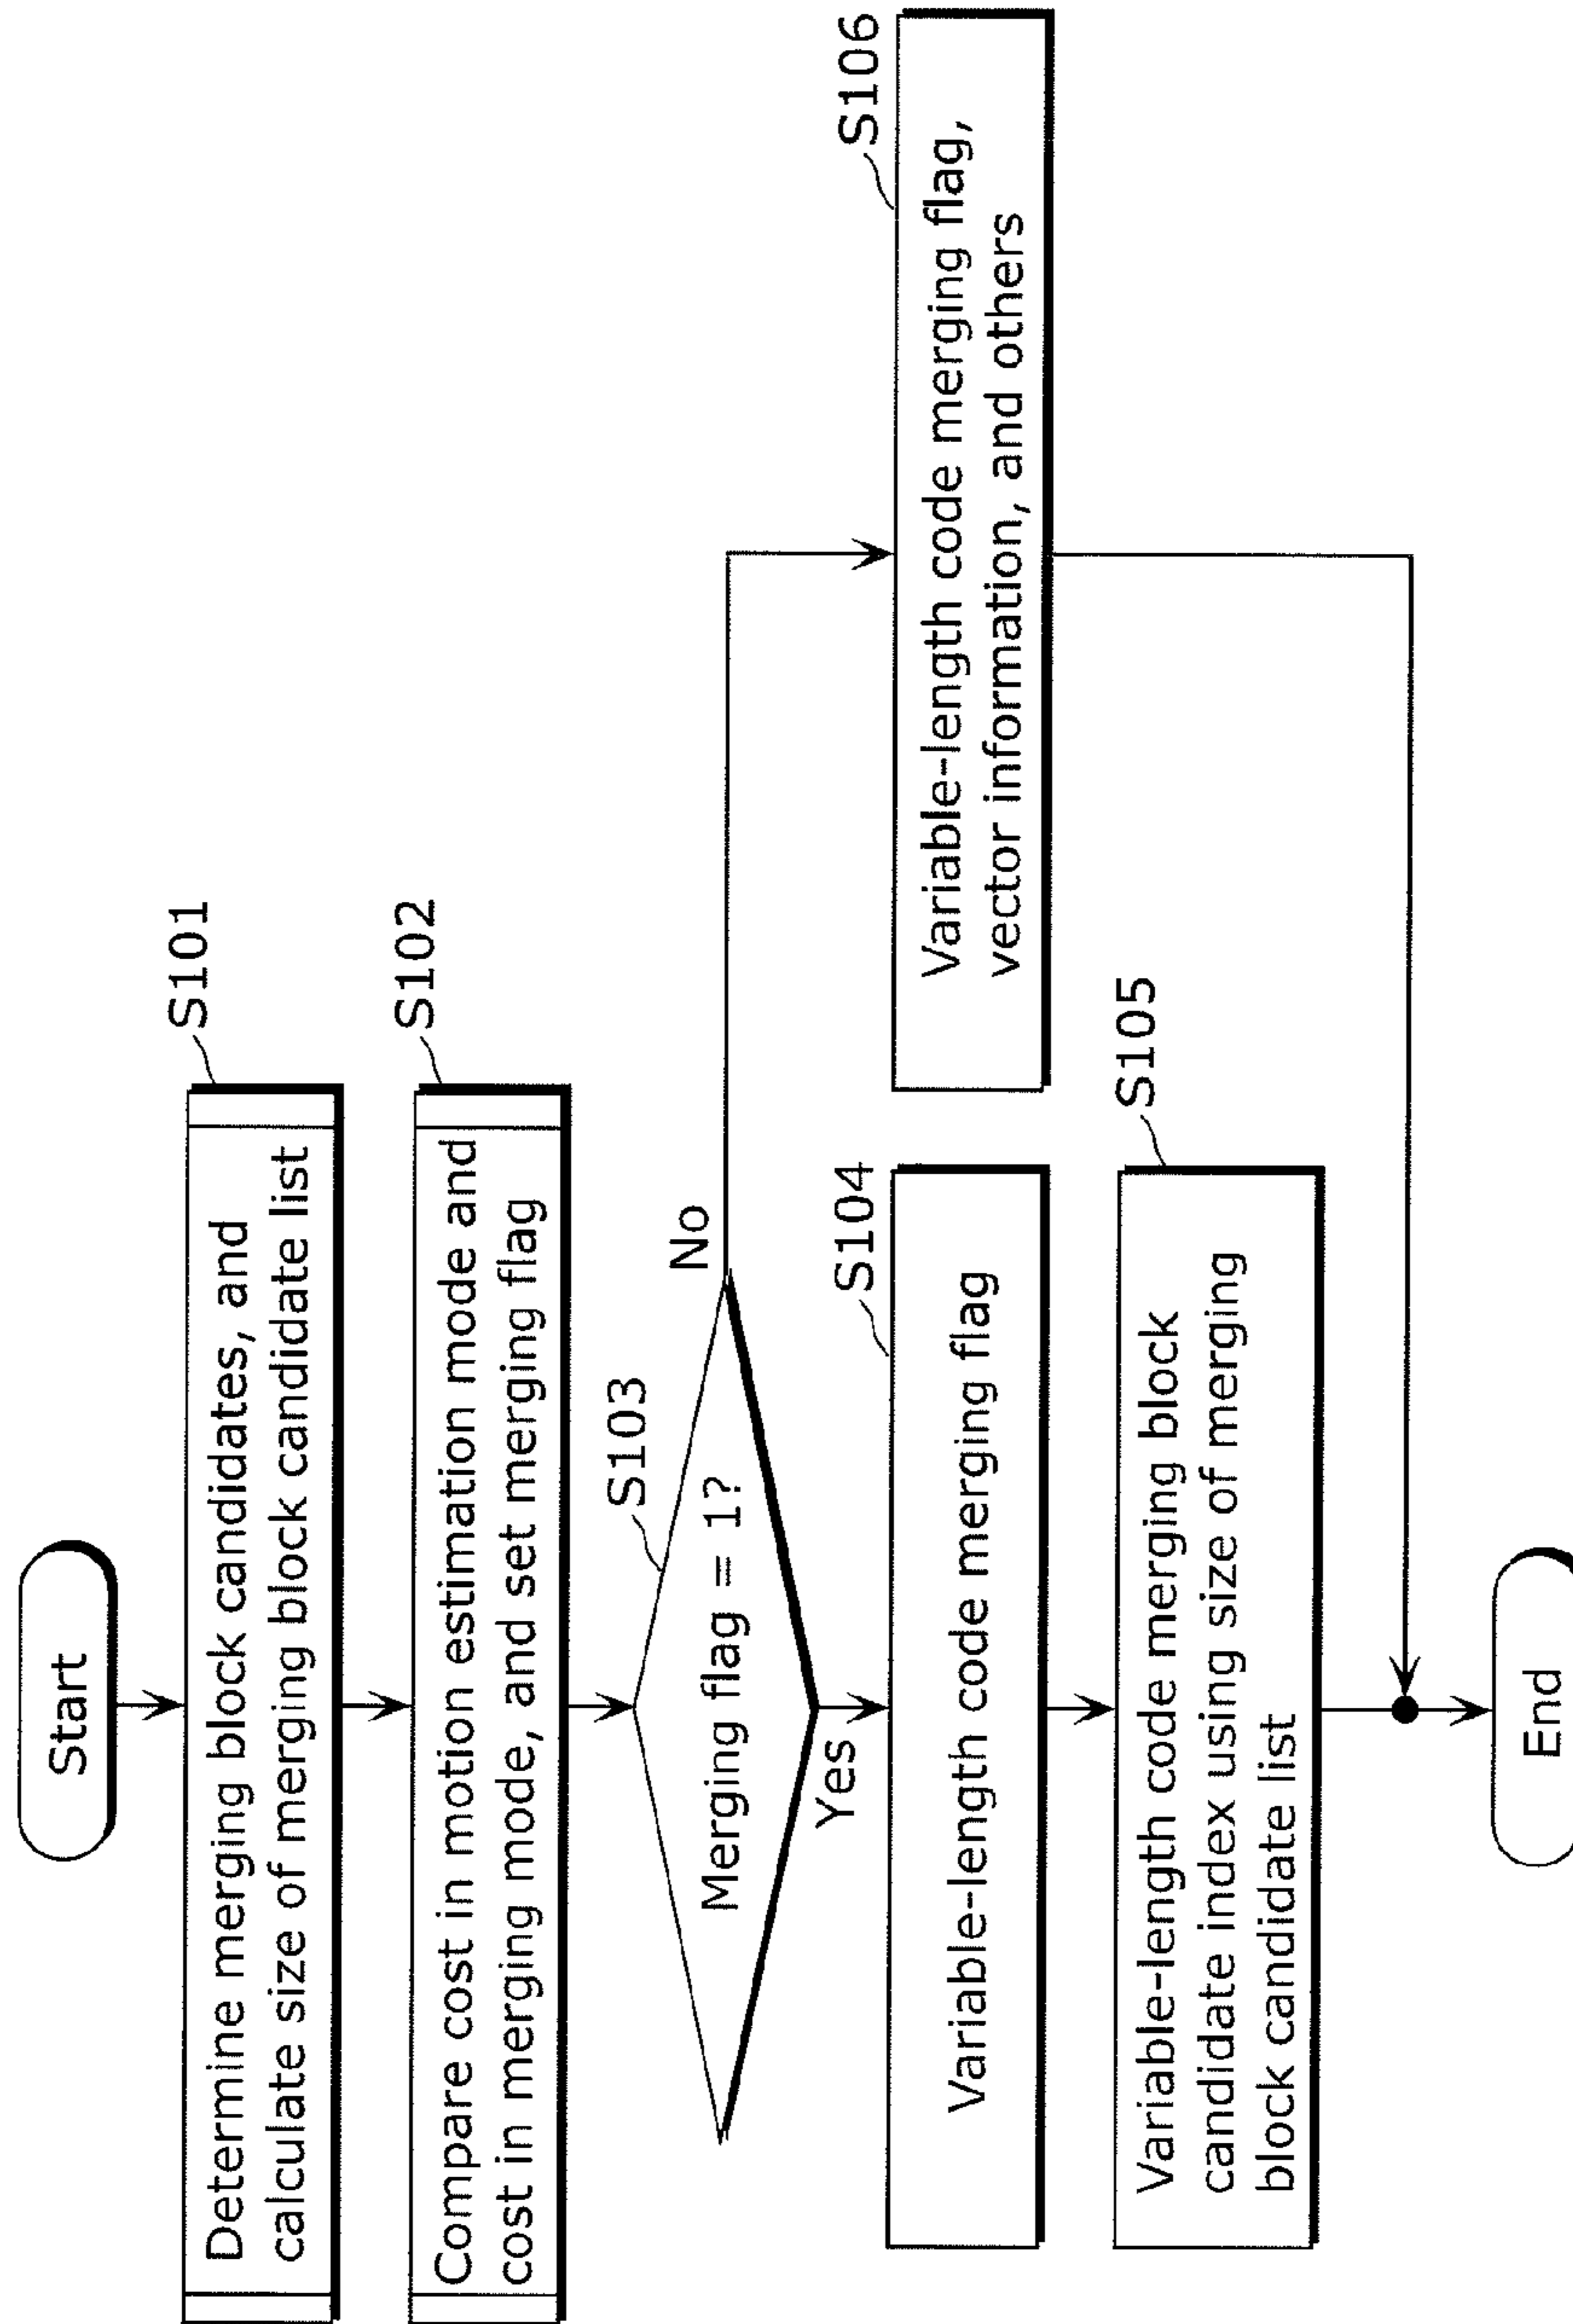 Start
S101
Determine merging block candidates, and
calculate size of merging block candidate list
S102
Compare cost in motion estimation mode and
cost in merging mode, and set merging flag
S103
Merging flag = 1?
No
Yes
S104
Variable-length code merging flag
S106
Variable-length code merging flag,
vector information, and others
S105
Variable-length code merging block
candidate index using size of merging
block candidate list
End